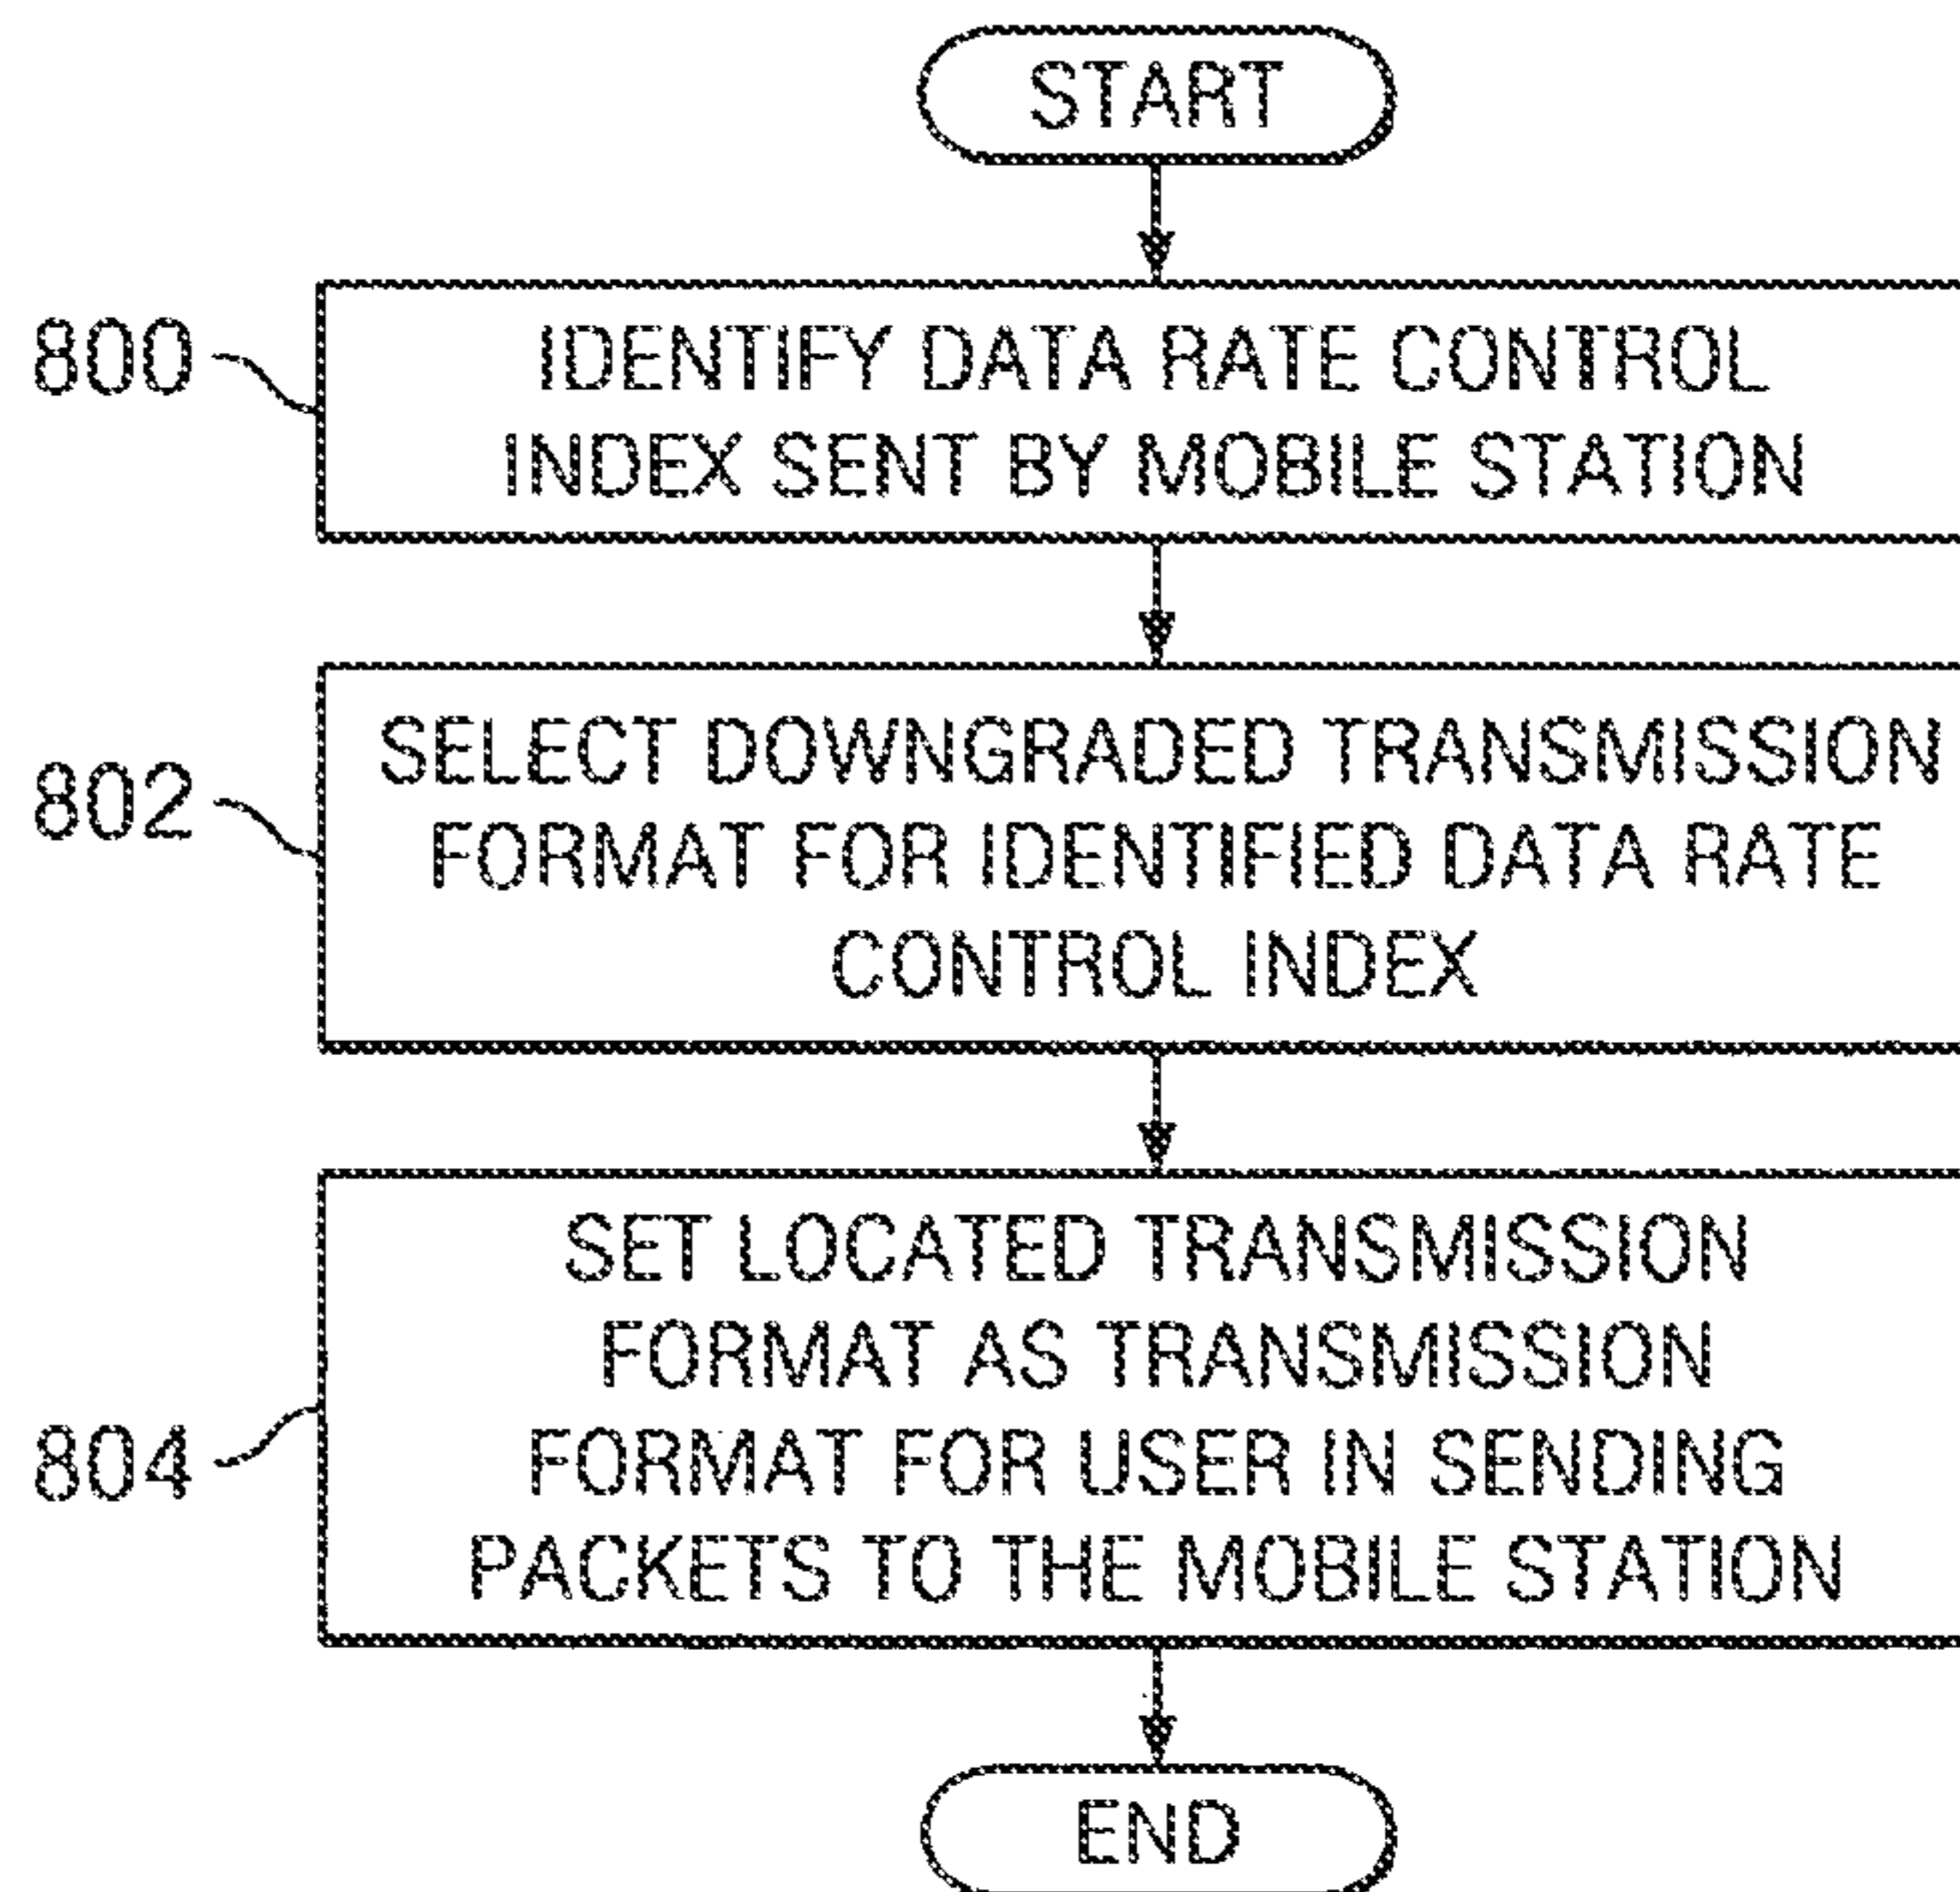 START
800
IDENTIFY DATA RATE CONTROL
INDEX SENT BY MOBILE STATION
802
SELECT DOWNGRADED TRANSMISSION
FORMAT FOR IDENTIFIED DATA RATE
CONTROL INDEX
804
SET LOCATED TRANSMISSION
FORMAT AS TRANSMISSION
FORMAT FOR USER IN SENDING
PACKETS TO THE MOBILE STATION
END